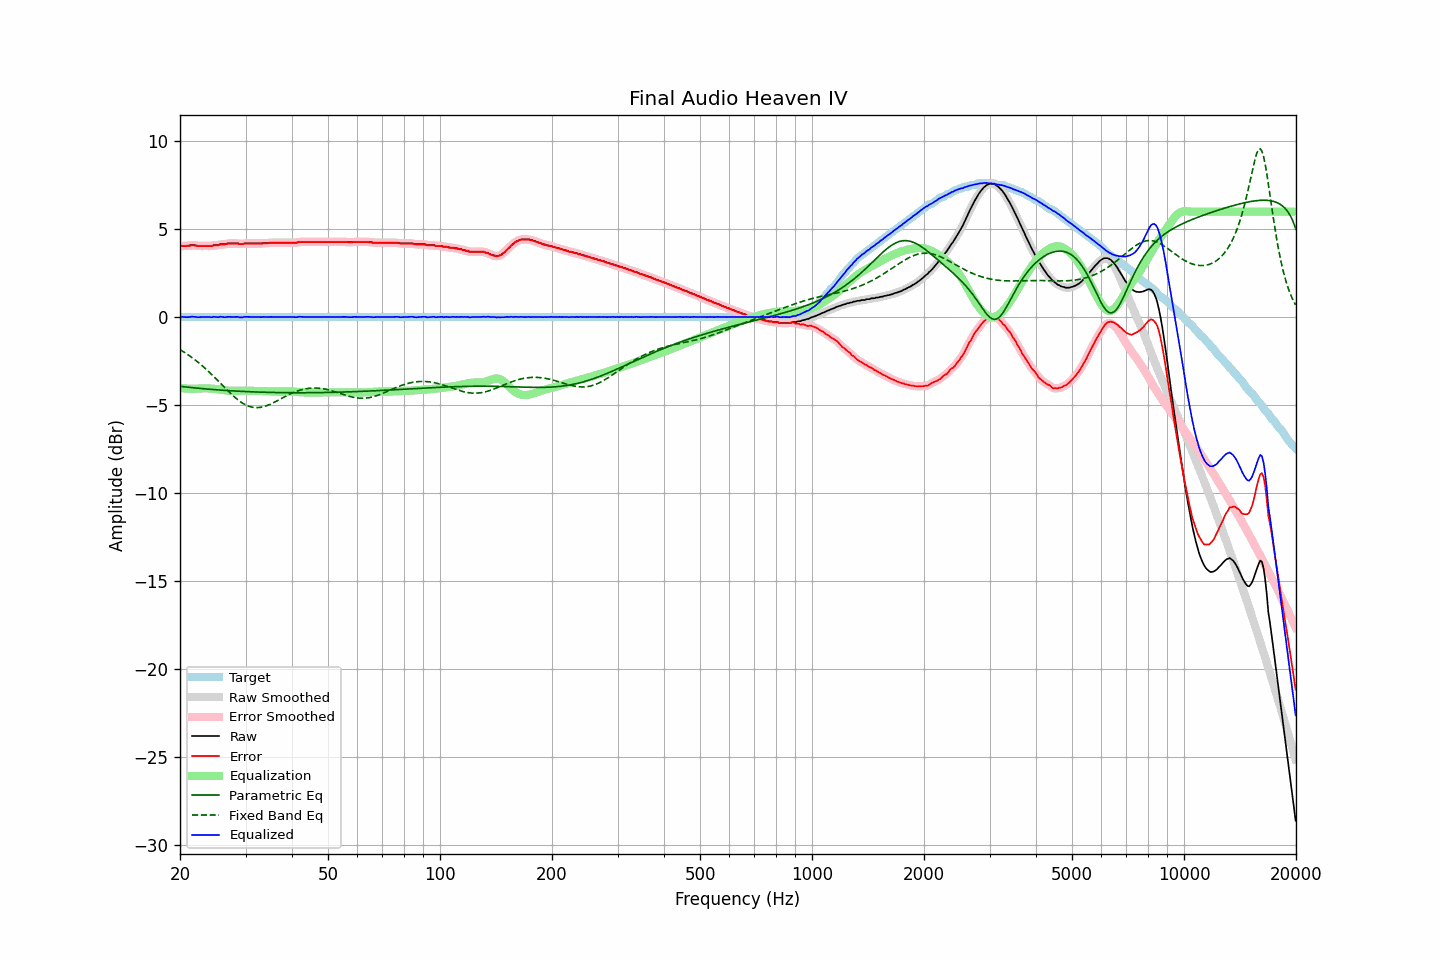 Final Audio Heaven IV
10
5
0
−5
−10
−15
−20
−25
−30
Amplitude (dBr)
Target
Raw Smoothed
Error Smoothed
Raw
Error
Equalization
Parametric Eq
Fixed Band Eq
Equalized
20 50 100 200 500 1000 2000 5000 10000 20000
Frequency (Hz)